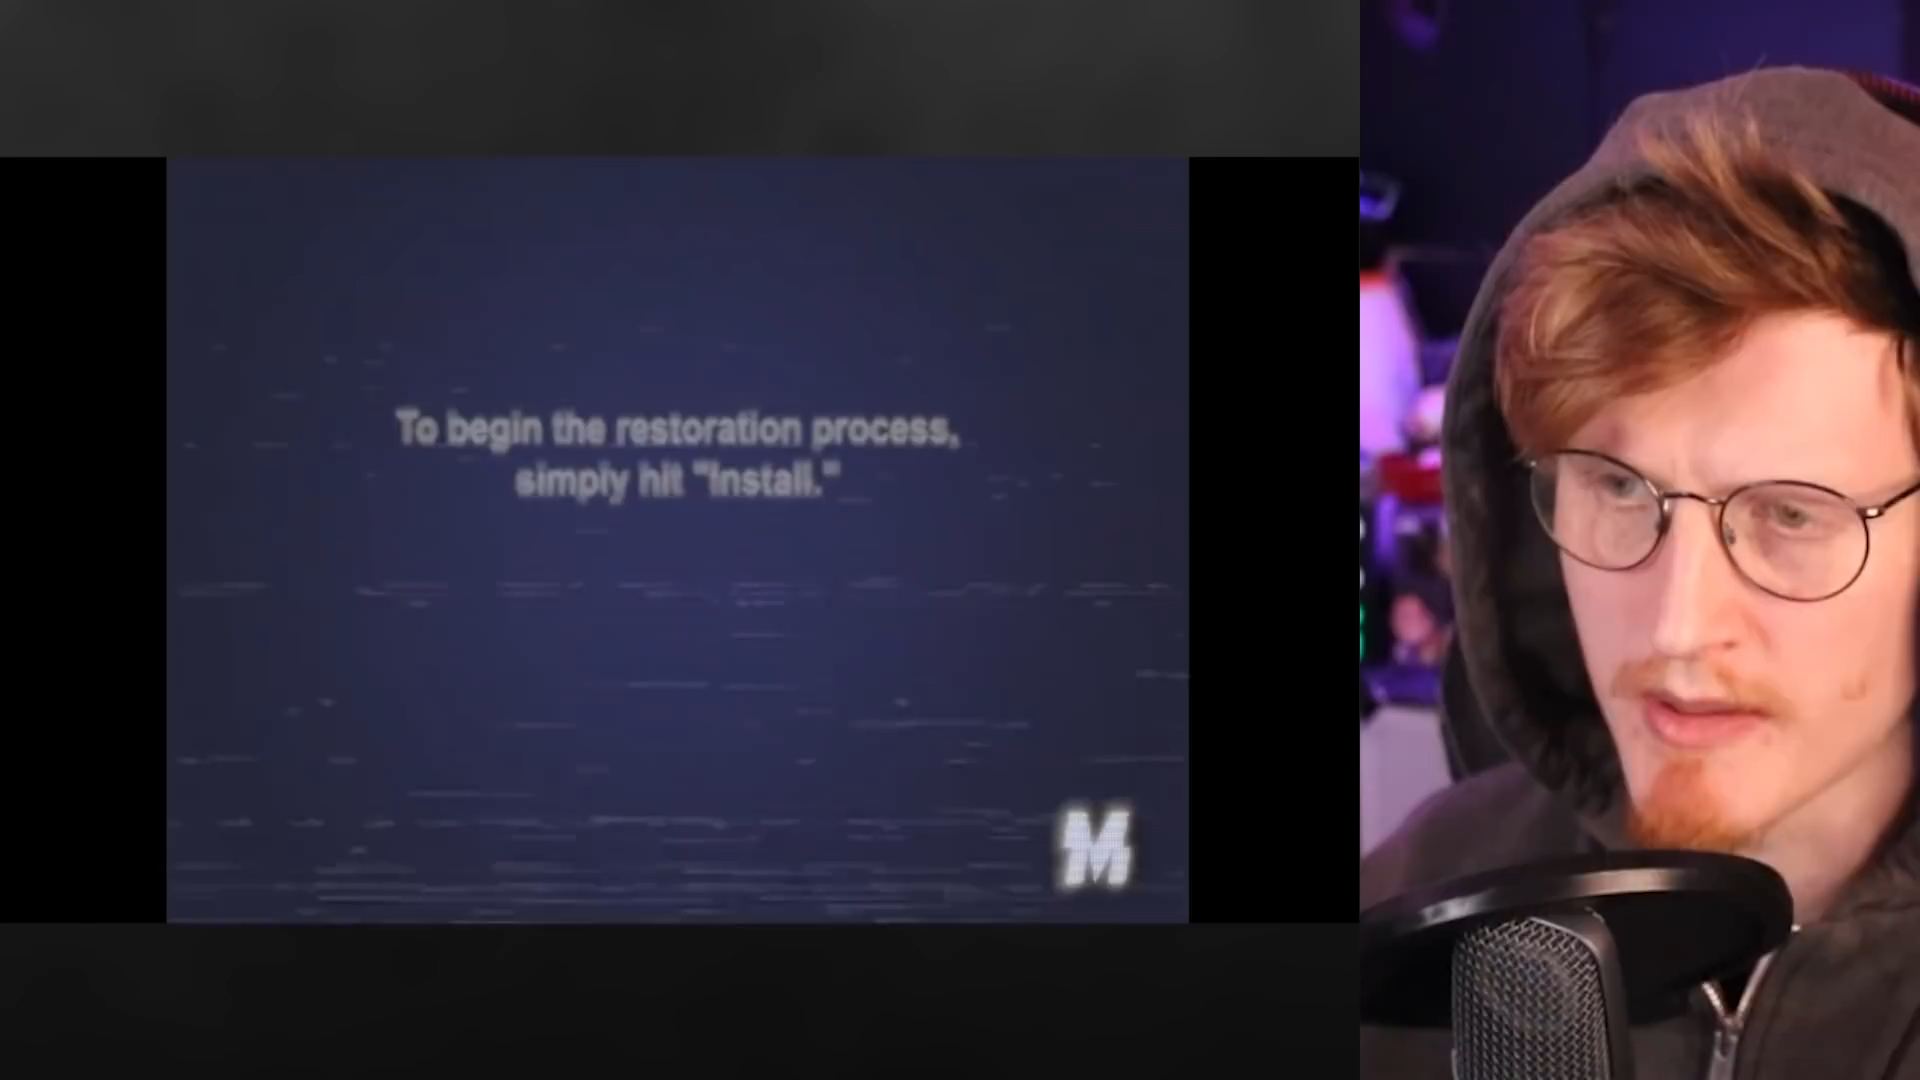 To begin the restoration process,
simply hit "Install."
M